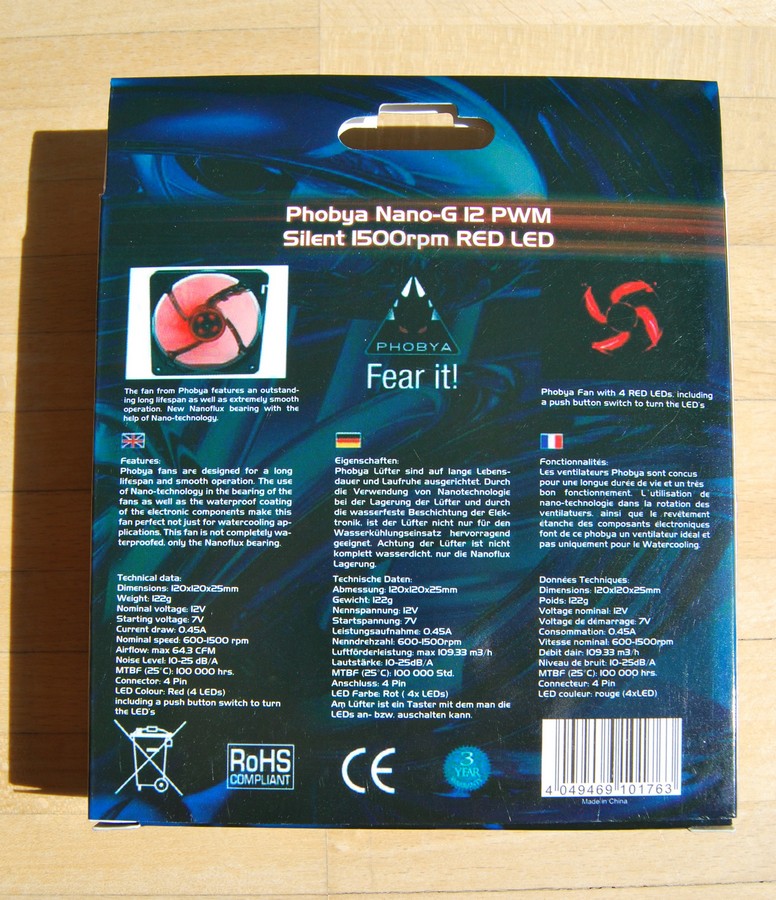 Phobya Nano-G 12 PWM
Silent 1500rpm RED LED
PHOBYA
Fear it!
The fan from Phobya features an outstand-
ing long lifespan as well as extremely smooth
operation. New Nanoflux bearing with the
help of Nano-technology.
Phobya Fan with 4 RED LEDs. including
a push button switch to turn the LED's
Features:
Phobya fans are designed for a long
lifespan and smooth operation. The use
of Nano-technology in the bearing of the
fans as well as the waterproof coating
of the electronic components make this
fan perfect not just for watercooling ap-
plications. This fan is not completely wa-
terproofed. only the Nanoflux bearing.
Eigenschaften:
Phobya Lüfter sind auf lange Lebens-
dauer und Laufruhe ausgerichtet. Durch
die Verwendung von Nanotechnologie
bei der Lagerung der Lüfter und durch
die wasserfeste Beschichtung der Elek-
tronik. ist der Lüfter nicht nur für den
Wasserkühlungseinsatz hervorragend
geeignet. Achtung der Lüfter ist nicht
komplett wasserdicht. nur die Nanoflux
Lagerung.
Fonctionnalités:
Les ventilateurs Phobya sont concus
pour une longue durée de vie et un très
bon fonctionnement. L'utilisation de
nano-technologie dans la rotation des
ventilatuers. ainsi que le revêtement
étanche des composants électroniques
font de ce phobya un ventilateur idéal et
pas uniquement pour le Watercooling.
Technical data:
Dimensions: 120x120x25mm
Weight: 122g
Nominal voltage: 12V
Starting voltage: 7V
Current draw: 0.45A
Nominal speed: 600-1500 rpm
Airflow: max 64.3 CFM
Noise Level: 10-25 dB/A
MTBF (25°C): 100 000 hrs.
Connector: 4 Pin
LED Colour: Red (4 LEDs)
including a push button switch to turn
the LED's
Technische Daten:
Abmessung: 120x120x25mm
Gewicht: 122g
Nennspannung: 12V
Startspannung: 7V
Leistungsaufnahme: 0.45A
Nenndrehzahl: 600-1500rpm
Luftförderleistung: max 109.33 m3/h
Lautstärke: 10-25dB/A
MTBF (25°C): 100 000 Std.
Anschluss: 4 Pin
LED Farbe: Rot ( 4x LEDs)
Am Lüfter ist ein Taster mit dem man die
LEDs an- bzw. auschalten kann.
Données Techniques:
Dimensions: 120x120x25mm
Poids: 122g
Voltage nominal: 12V
Voltage de démarrage: 7V
Consommation: 0.45A
Vitesse nominal: 600-1500rpm
Débit dair: 109.33 m3/h
Niveau de bruit: 10-25dB/A
MTBF (25°C): 100 000 hrs
Connecteur: 4 Pin
LED couleur: rouge (4xLED)
RoHS
COMPLIANT
CE
3
YEAR
4 049469 101763
Made in China